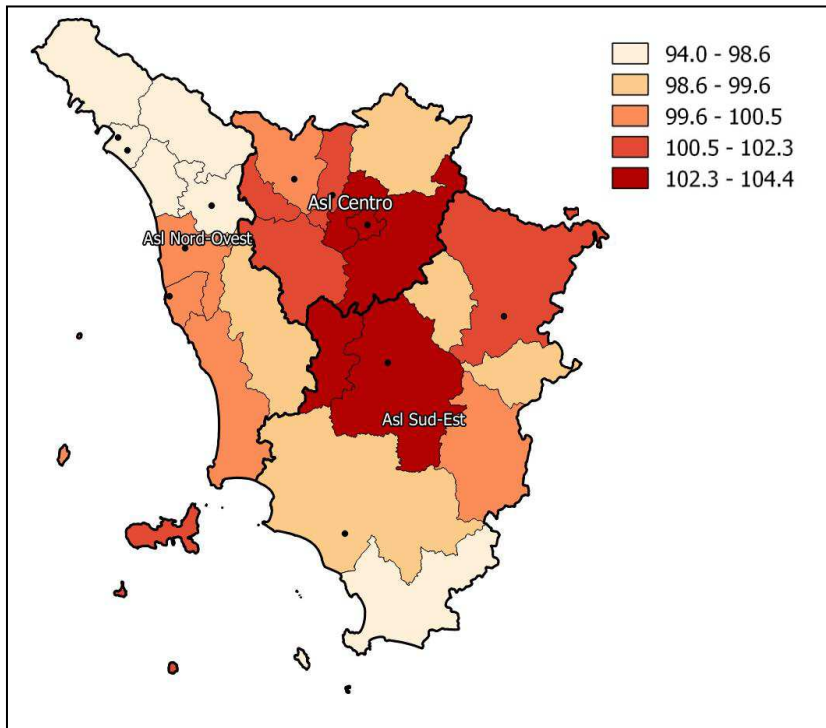 94.0 - 98.6
98.6 - 99.6
99.6 - 100.5
100.5 - 102.3
102.3 - 104.4
Asl Centro
Asl Nord-Ovest
Asl Sud-Est